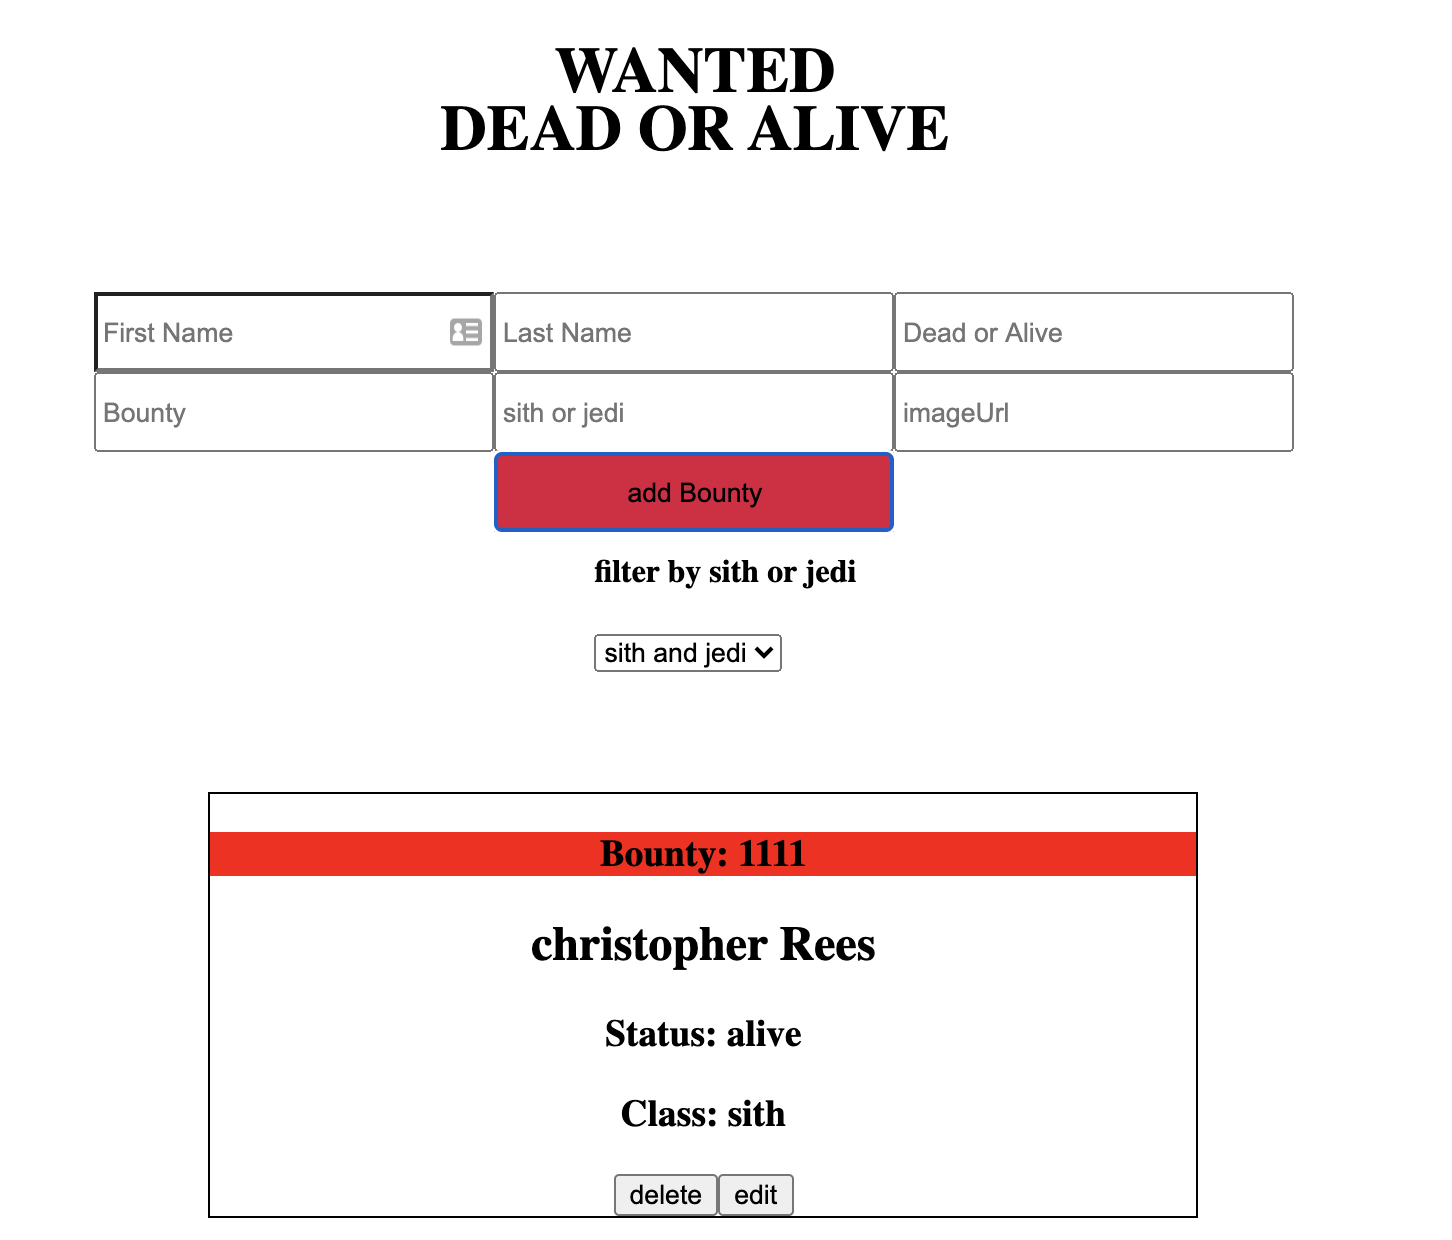 WANTED
DEAD OR ALIVE
First Name Last Name Dead or Alive
Bounty sith or jedi imageUrl
add Bounty
filter by sith or jedi
sith and jedi
Bounty: 1111
christopher Rees
Status: alive
Class: sith
delete edit